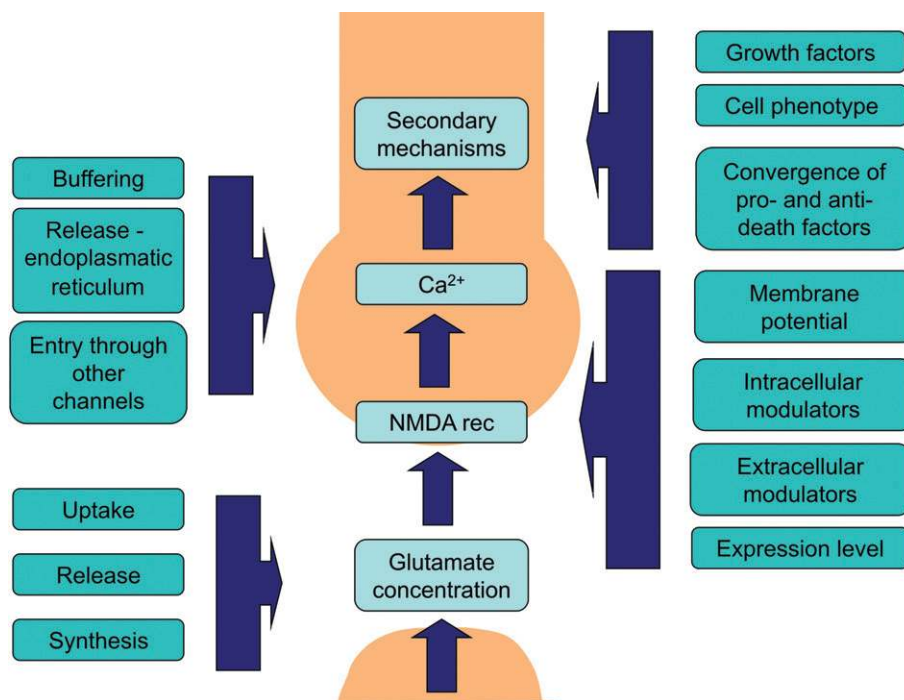 Growth factors
Cell phenotype
Convergence of
pro- and anti-
death factors
Secondary
mechanisms
Buffering
Release -
endoplasmatic
reticulum
Entry through
other
channels
Ca²⁺
Membrane
potential
Intracellular
modulators
Extracellular
modulators
Expression level
NMDA rec
Uptake
Release
Synthesis
Glutamate
concentration